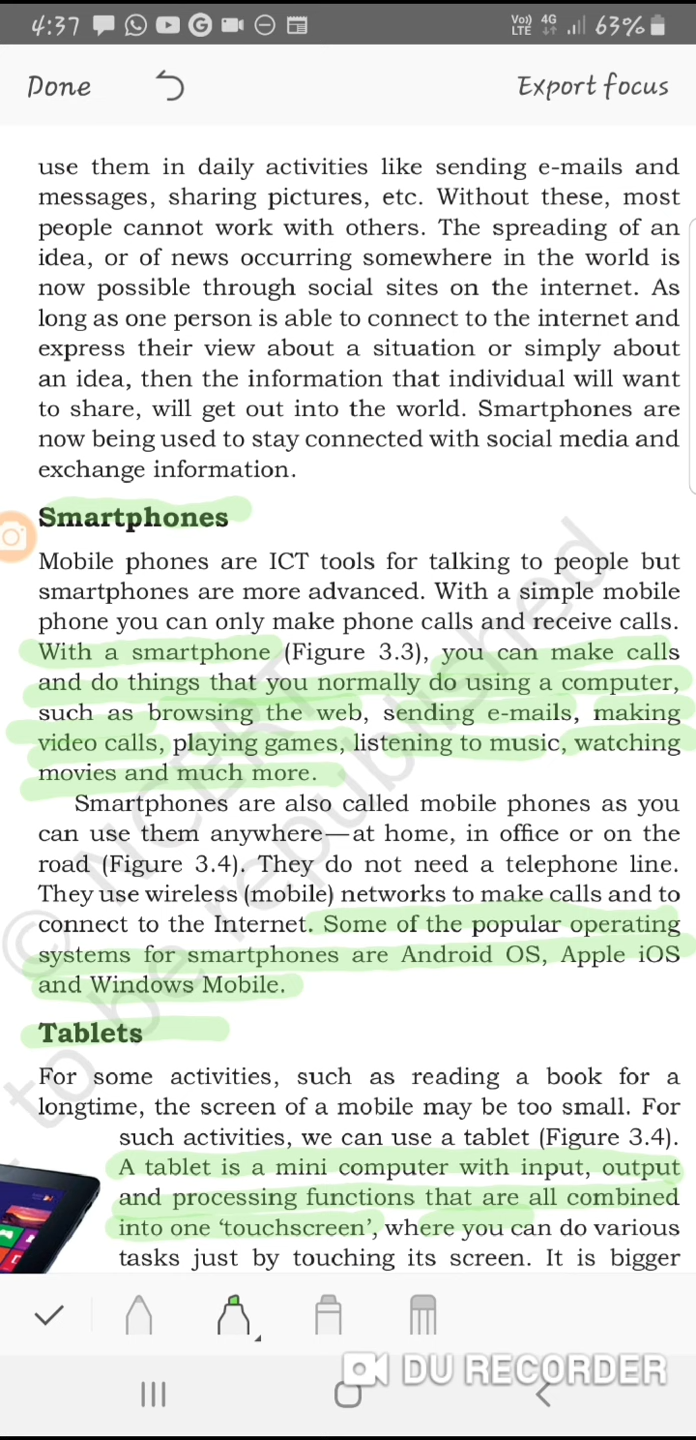 4:37
Vo))
LTE
4G
63%
Done
Export focus
use them in daily activities like sending e-mails and
messages, sharing pictures, etc. Without these, most
people cannot work with others. The spreading of an
idea, or of news occurring somewhere in the world is
now possible through social sites on the internet. As
long as one person is able to connect to the internet and
express their view about a situation or simply about
an idea, then the information that individual will want
to share, will get out into the world. Smartphones are
now being used to stay connected with social media and
exchange information.
Smartphones
Mobile phones are ICT tools for talking to people but
smartphones are more advanced. With a simple mobile
phone you can only make phone calls and receive calls.
With a smartphone (Figure 3.3), you can make calls
and do things that you normally do using a computer,
such as browsing the web, sending e-mails, making
video calls, playing games, listening to music, watching
movies and much more.
Smartphones are also called mobile phones as you
can use them anywhere—at home, in office or on the
road (Figure 3.4). They do not need a telephone line.
They use wireless (mobile) networks to make calls and to
connect to the Internet. Some of the popular operating
systems for smartphones are Android OS, Apple iOS
and Windows Mobile.
Tablets
For some activities, such as reading a book for a
longtime, the screen of a mobile may be too small. For
such activities, we can use a tablet (Figure 3.4).
A tablet is a mini computer with input, output
and processing functions that are all combined
into one ‘touchscreen’, where you can do various
tasks just by touching its screen. It is bigger
© NCERT
to be republished
DU RECORDER